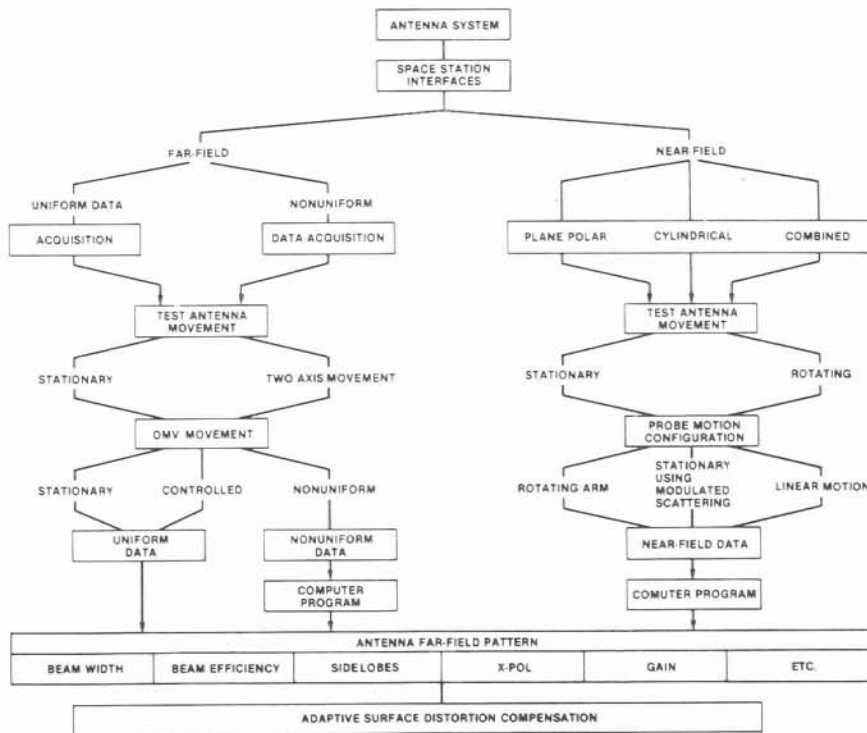 ANTENNA SYSTEM
SPACE STATION
INTERFACES
FAR-FIELD
NEAR-FIELD
UNIFORM DATA
NONUNIFORM
ACQUISITION
DATA ACQUISITION
PLANE POLAR
CYLINDRICAL
COMBINED
TEST ANTENNA
MOVEMENT
TEST ANTENNA
MOVEMENT
STATIONARY
TWO AXIS MOVEMENT
STATIONARY
ROTATING
OMV MOVEMENT
PROBE MOTION
CONFIGURATION
STATIONARY
CONTROLLED
NONUNIFORM
ROTATING ARM
STATIONARY
USING
MODULATED
SCATTERING
LINEAR MOTION
UNIFORM
DATA
NONUNIFORM
DATA
NEAR-FIELD DATA
COMPUTER
PROGRAM
COMUTER PROGRAM
ANTENNA FAR-FIELD PATTERN
BEAM WIDTH
BEAM EFFICIENCY
SIDELOBES
X-POL
GAIN
ETC.
ADAPTIVE SURFACE DISTORTION COMPENSATION